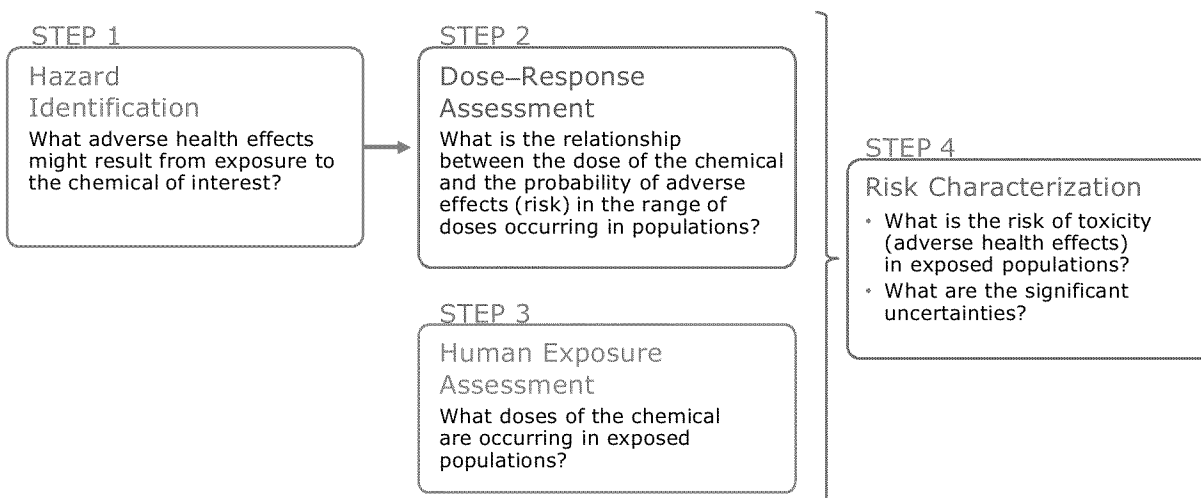 STEP 1
Hazard
Identification
What adverse health effects
might result from exposure to
the chemical of interest?
STEP 2
Dose–Response
Assessment
What is the relationship
between the dose of the chemical
and the probability of adverse
effects (risk) in the range of
doses occurring in populations?
STEP 3
Human Exposure
Assessment
What doses of the chemical
are occurring in exposed
populations?
STEP 4
Risk Characterization
• What is the risk of toxicity
(adverse health effects)
in exposed populations?
• What are the significant
uncertainties?